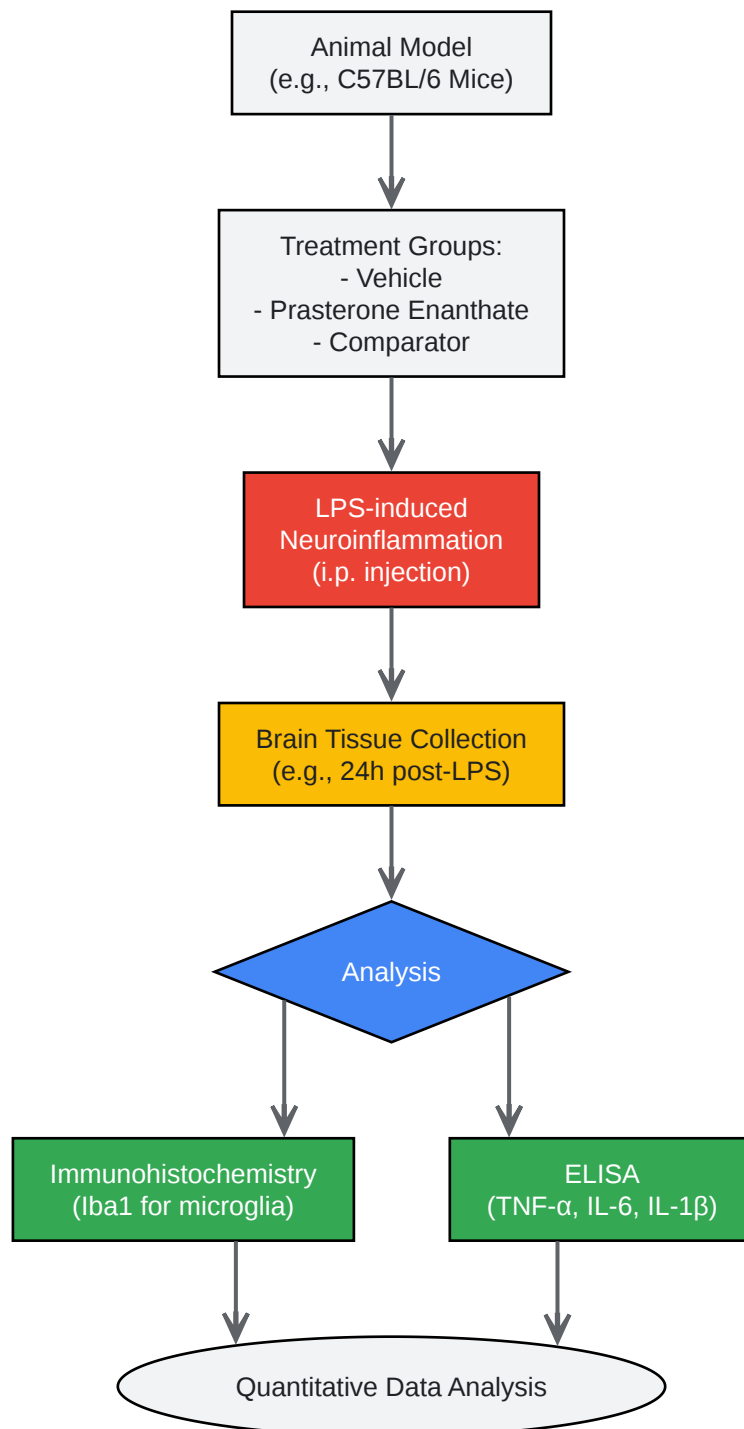 Animal Model
(e.g., C57BL/6 Mice)
Treatment Groups:
- Vehicle
- Prasterone Enanthate
- Comparator
LPS-induced
Neuroinflammation
(i.p. injection)
Brain Tissue Collection
(e.g., 24h post-LPS)
Analysis
Immunohistochemistry
(Iba1 for microglia)
ELISA
(TNF-α, IL-6, IL-1β)
Quantitative Data Analysis